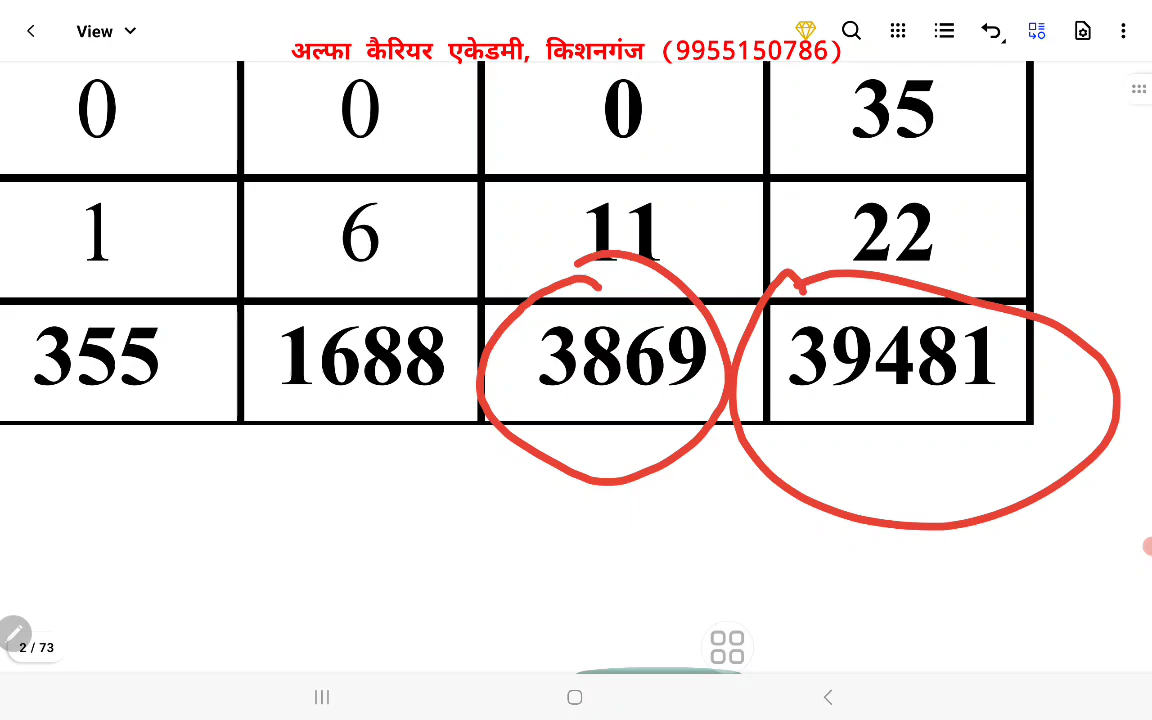 View
अल्फा कैरियर एकेडमी, किशनगंज (9955150786)
0 0 0 35
1 6 11 22
355 1688 3869 39481
2 / 73